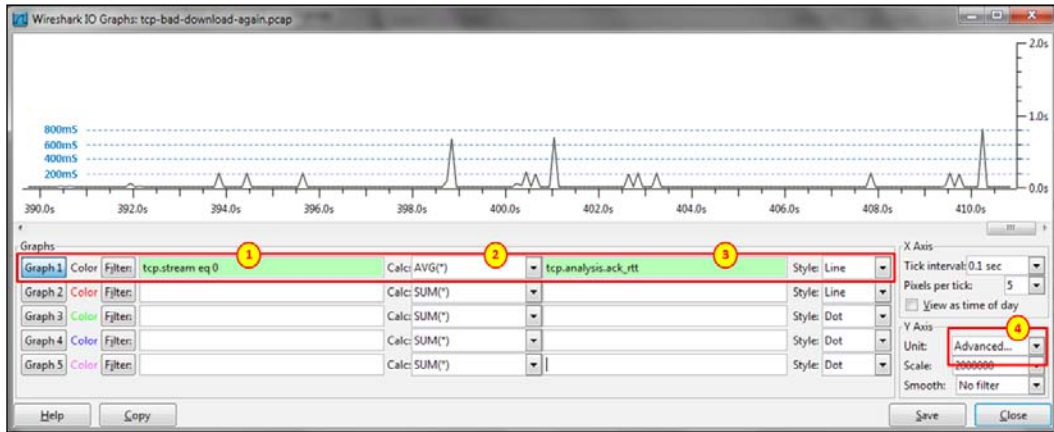 Wireshark IO Graphs: tcp-bad-download-again.pcap
2.0s
1.0s
0.0s
800mS
600mS
400mS
200mS
390.0s 392.0s 394.0s 396.0s 398.0s 400.0s 402.0s 404.0s 406.0s 408.0s 410.0s
Graphs
1 2 3
Graph 1 Color Filter: tcp.stream eq 0 Calc: AVG(*) tcp.analysis.ack_rtt Style: Line
Graph 2 Color Filter: Calc: SUM(*) Style: Line
Graph 3 Color Filter: Calc: SUM(*) Style: Dot
Graph 4 Color Filter: Calc: SUM(*) Style: Dot
Graph 5 Color Filter: Calc: SUM(*) Style: Dot
X Axis
Tick interval: 0.1 sec
Pixels per tick: 5
View as time of day
Y Axis
4
Unit: Advanced...
Scale: 2000000
Smooth: No filter
Help Copy Save Close